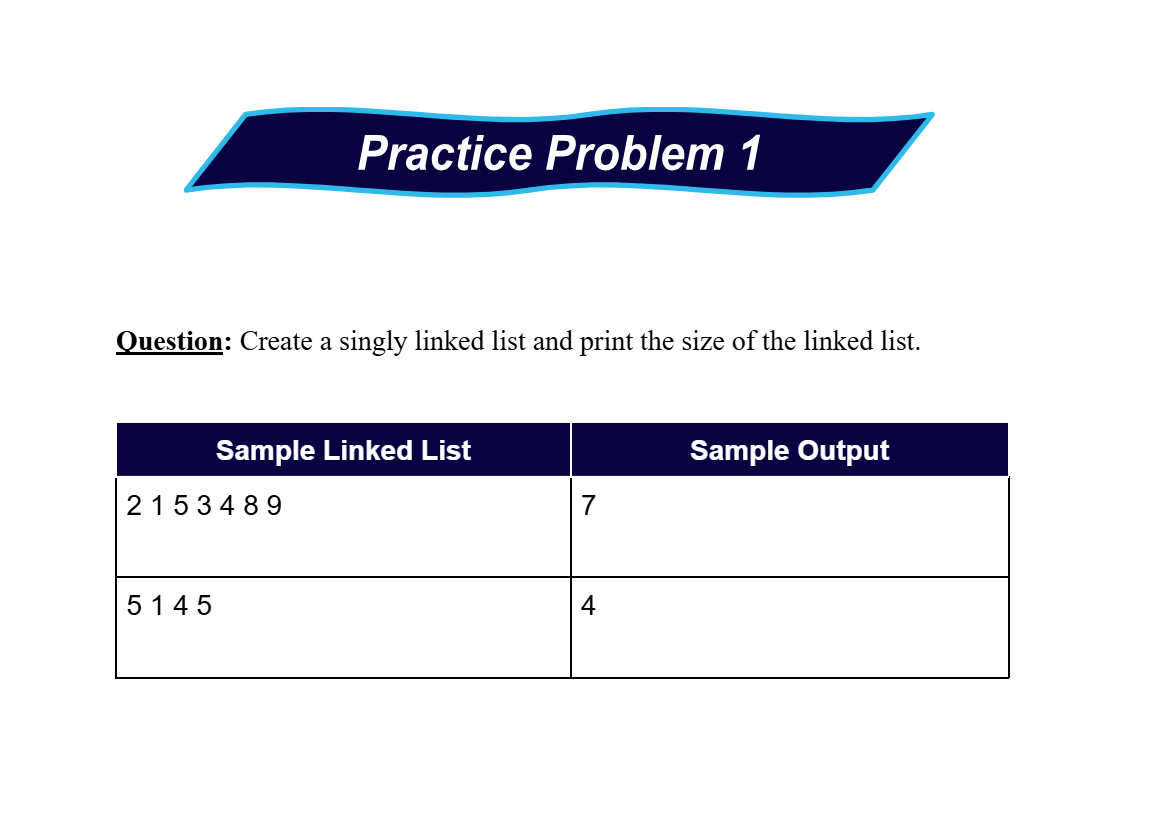 Practice Problem 1
Question: Create a singly linked list and print the size of the linked list.
Sample Linked List Sample Output
2 1 5 3 4 8 9 7
5 1 4 5 4